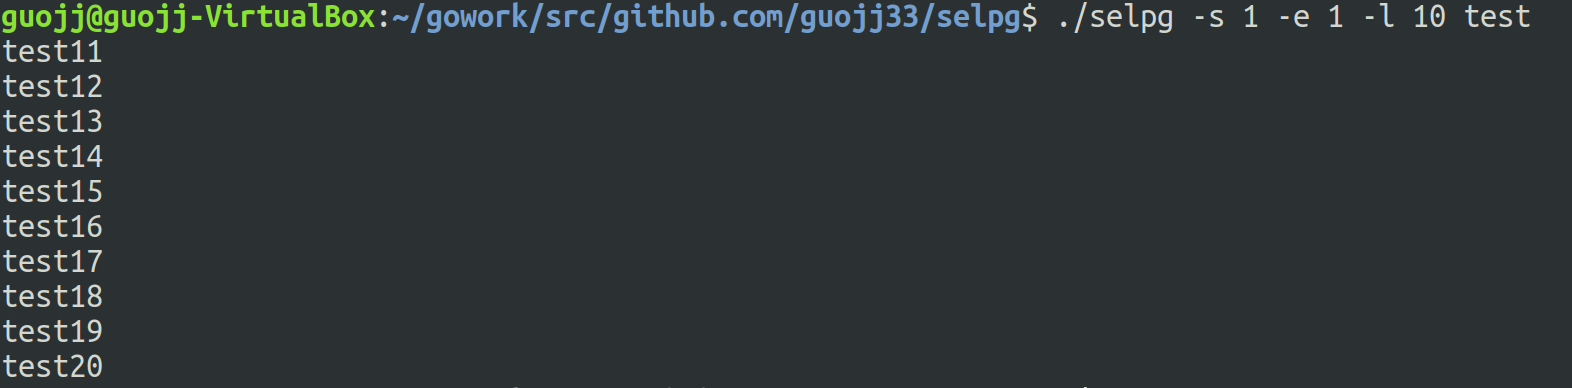 guojj@guojj-VirtualBox:~/gowork/src/github.com/guojj33/selpg$ ./selpg -s 1 -e 1 -l 10 test
test11
test12
test13
test14
test15
test16
test17
test18
test19
test20